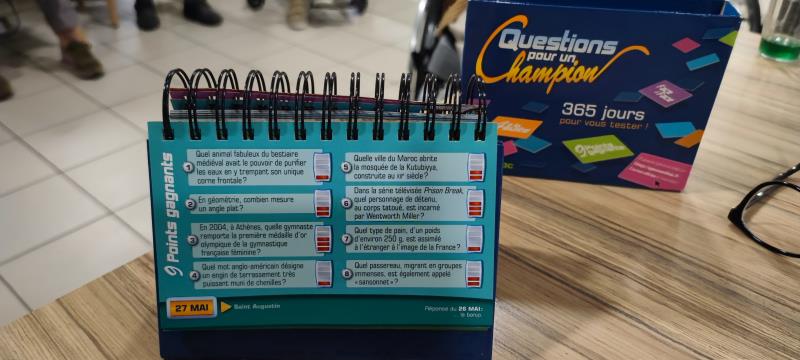 Questions
pour un
Champion
365 jours
pour vous tester !
9 Points gagnants
1 Quel animal fabuleux du bestiaire
médiéval avait le pouvoir de purifier
les eaux en y trempant son unique
corne frontale ?
2 En géométrie, combien mesure
un angle plat ?
3 En 2004, à Athènes, quelle gymnaste
remporte la première médaille d'or
olympique de la gymnastique
française féminine ?
4 Quel mot anglo-américain désigne
un engin de terrassement très
puissant muni de chenilles ?
5 Quelle ville du Maroc abrite
la mosquée de la Kutubiyya,
construite au XIIe siècle ?
6 Dans la série télévisée Prison Break,
quel personnage de détenu,
au corps tatoué, est incarné
par Wentworth Miller ?
7 Quel type de pain, d'un poids
d'environ 250 g, est assimilé
à l'étranger à l'image de la France ?
8 Quel passereau, migrant en groupes
immenses, est également appelé
« sansonnet » ?
27 MAI
Saint Augustin
Réponse du 26 MAI :